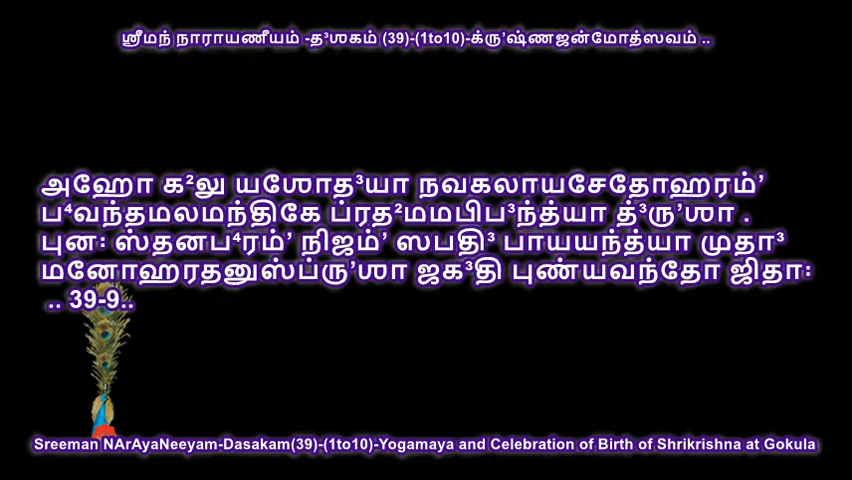 ஶ்ரீமந் நாராயணீயம் -த³ஶகம் (39)-(1to10)-க்ரு’ஷ்ணஜன்மோத்ஸவம் ..
அஹோ க²லு யஶோத³யா நவகலாயசேதோஹரம்’
ப⁴வந்தமலமந்திகே ப்ரத²மமபிப³ந்த்யா த்³ரு’ஶா .
புன꞉ ஸ்தனப⁴ரம்’ நிஜம்’ ஸபதி³ பாயயந்த்யா முதா³
மனோஹரதனுஸ்ப்ரு’ஶா ஜக³தி புண்யவந்தோ ஜிதா꞉
.. 39-9..
Sreeman NArAyaNeeyam-Dasakam(39)-(1to10)-Yogamaya and Celebration of Birth of Shrikrishna at Gokula